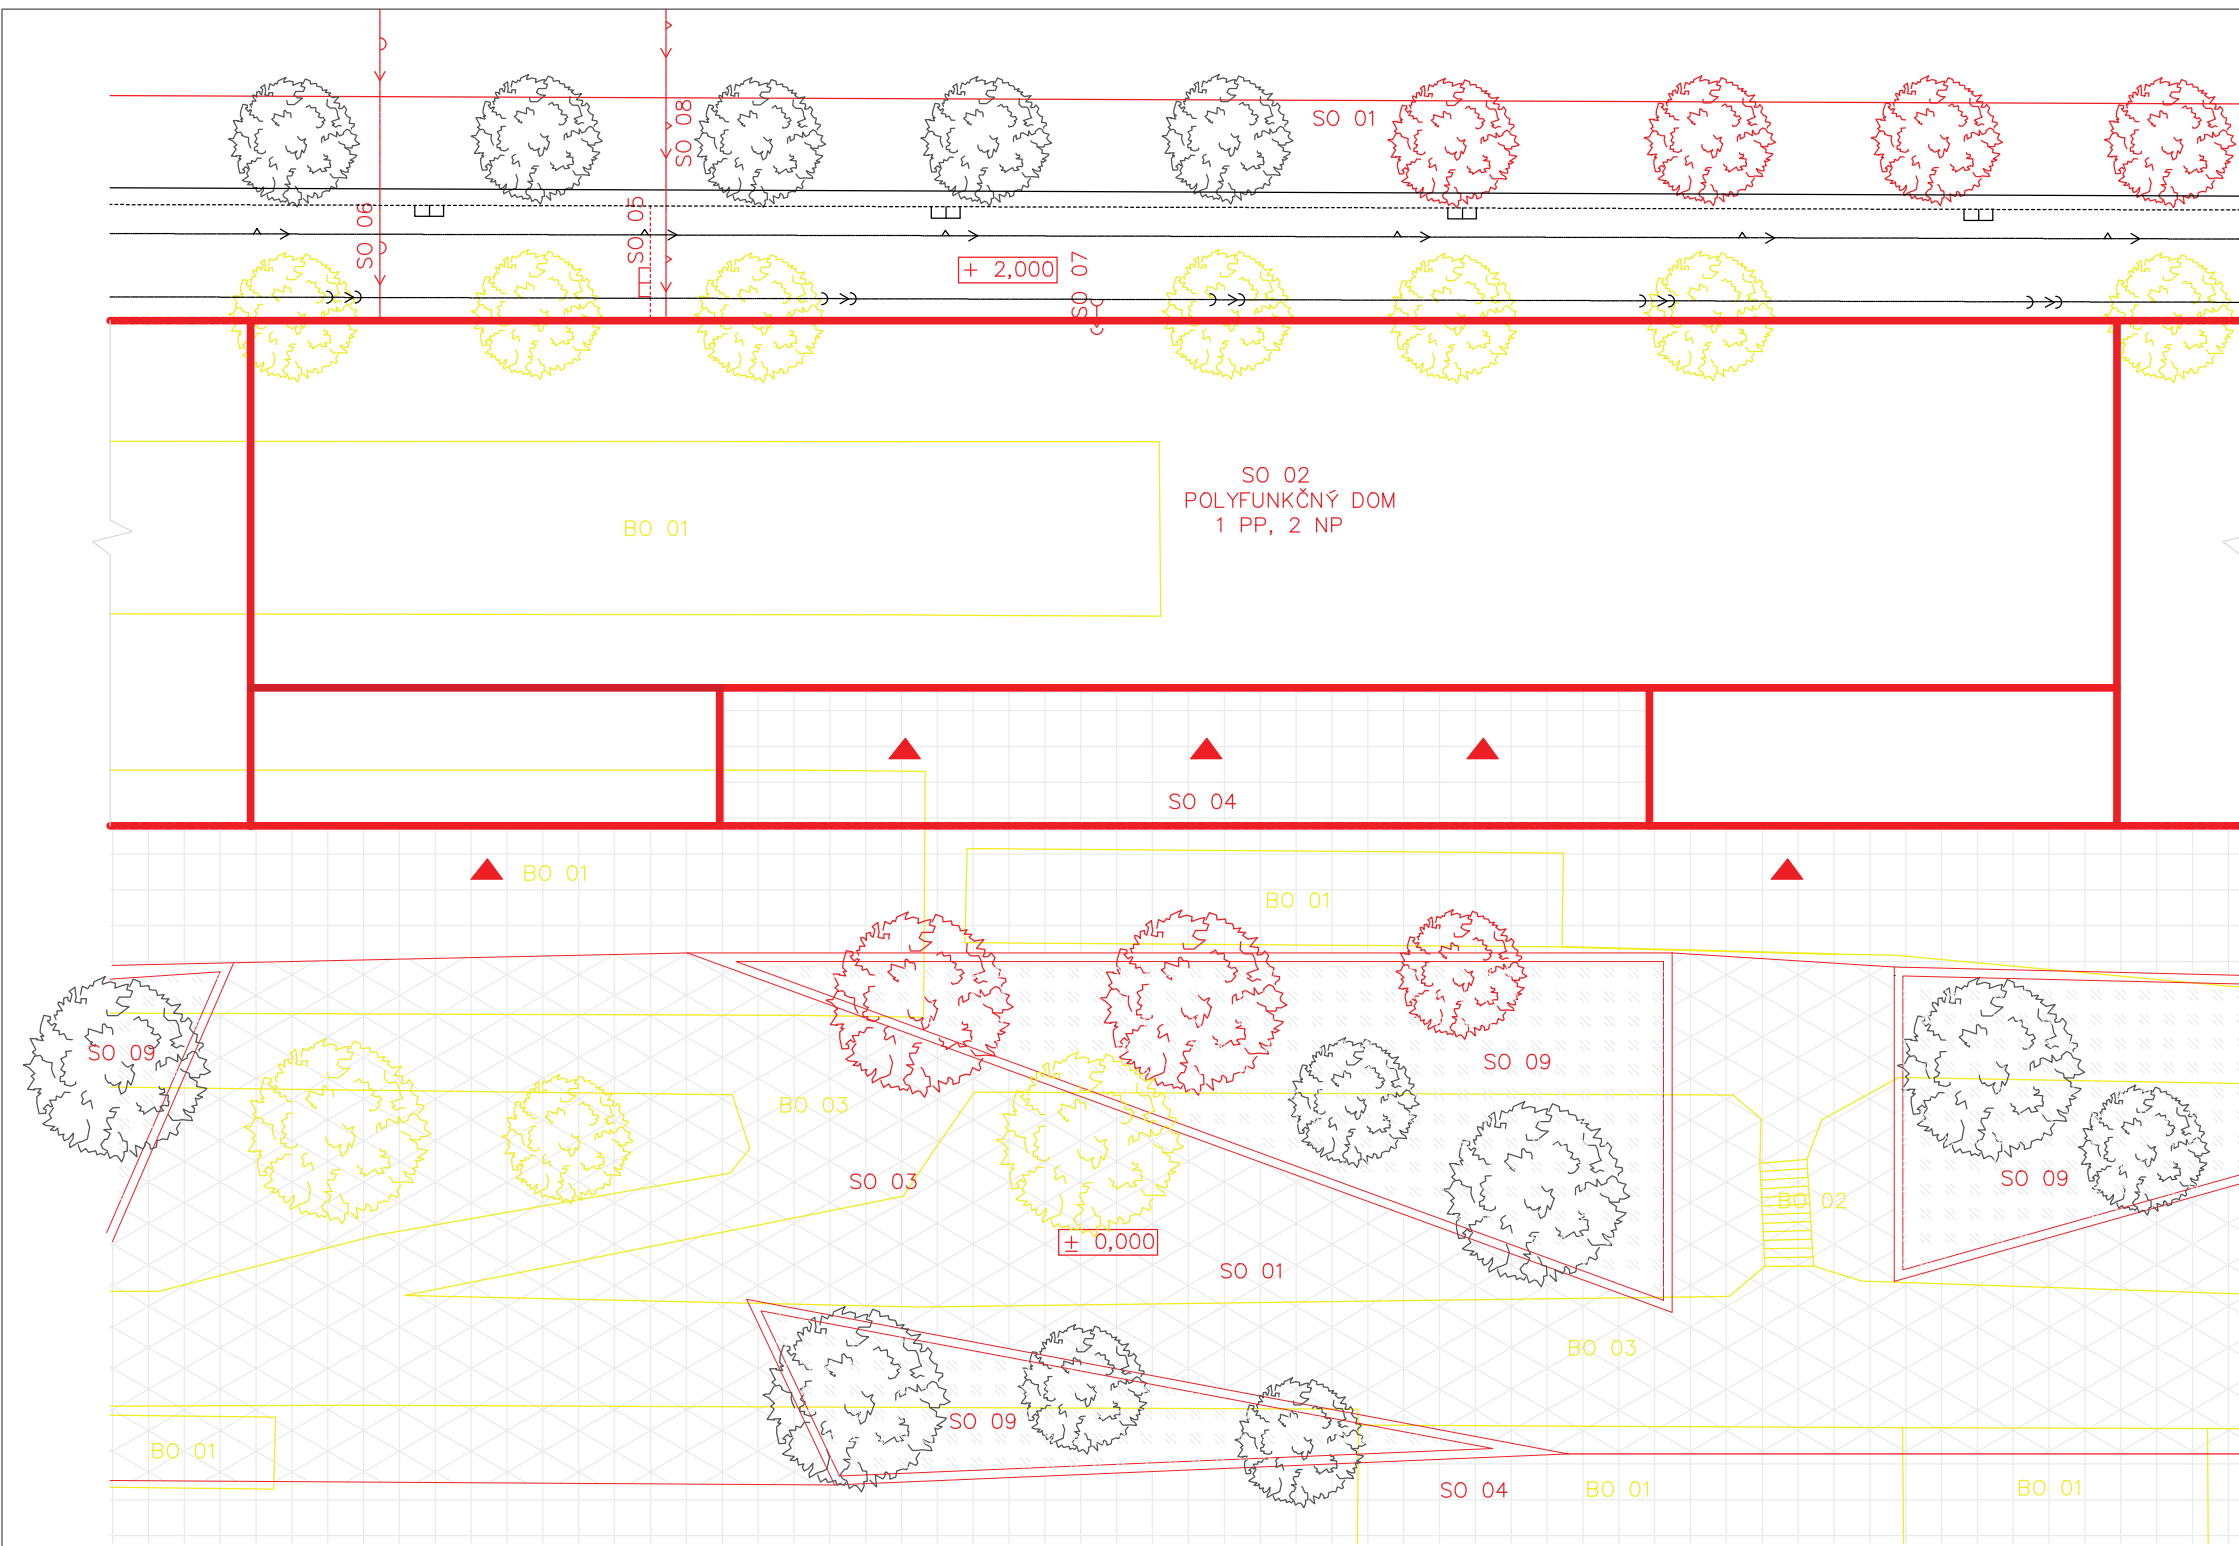 SO 01
SO 08
SO 06
SO 05
+ 2,000
SO 07
SO 02
POLYFUNKČNÝ DOM
1 PP, 2 NP
BO 01
SO 04
BO 01
BO 01
SO 09
SO 09
BO 03
SO 03
SO 09
BO 02
± 0,000
SO 01
BO 03
SO 09
BO 01
SO 04
BO 01
BO 01